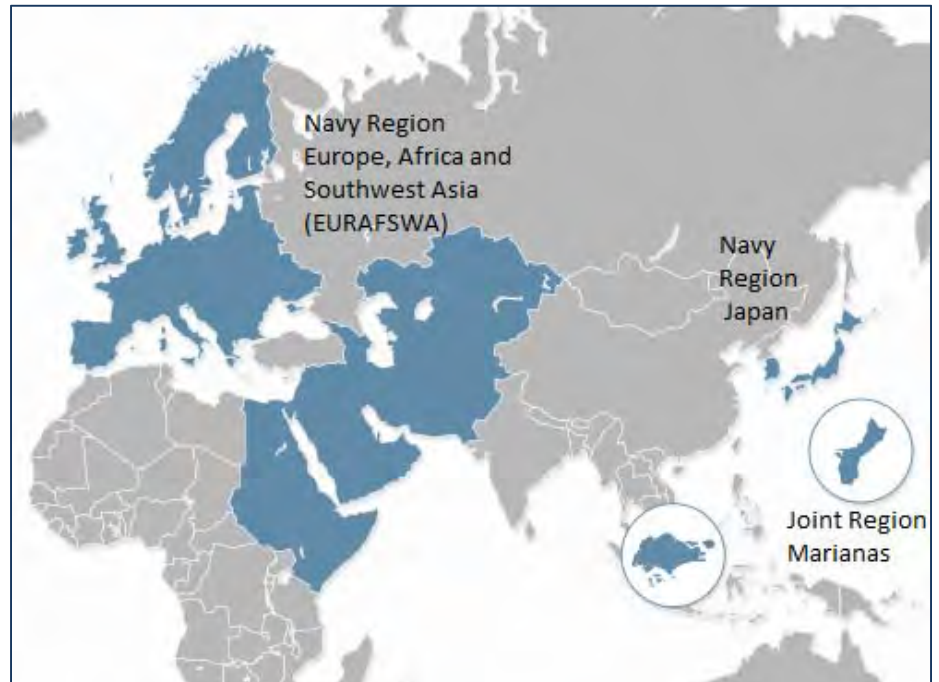 Navy Region
Europe, Africa and
Southwest Asia
(EURAFSWA)
Navy
Region
Japan
Joint Region
Marianas